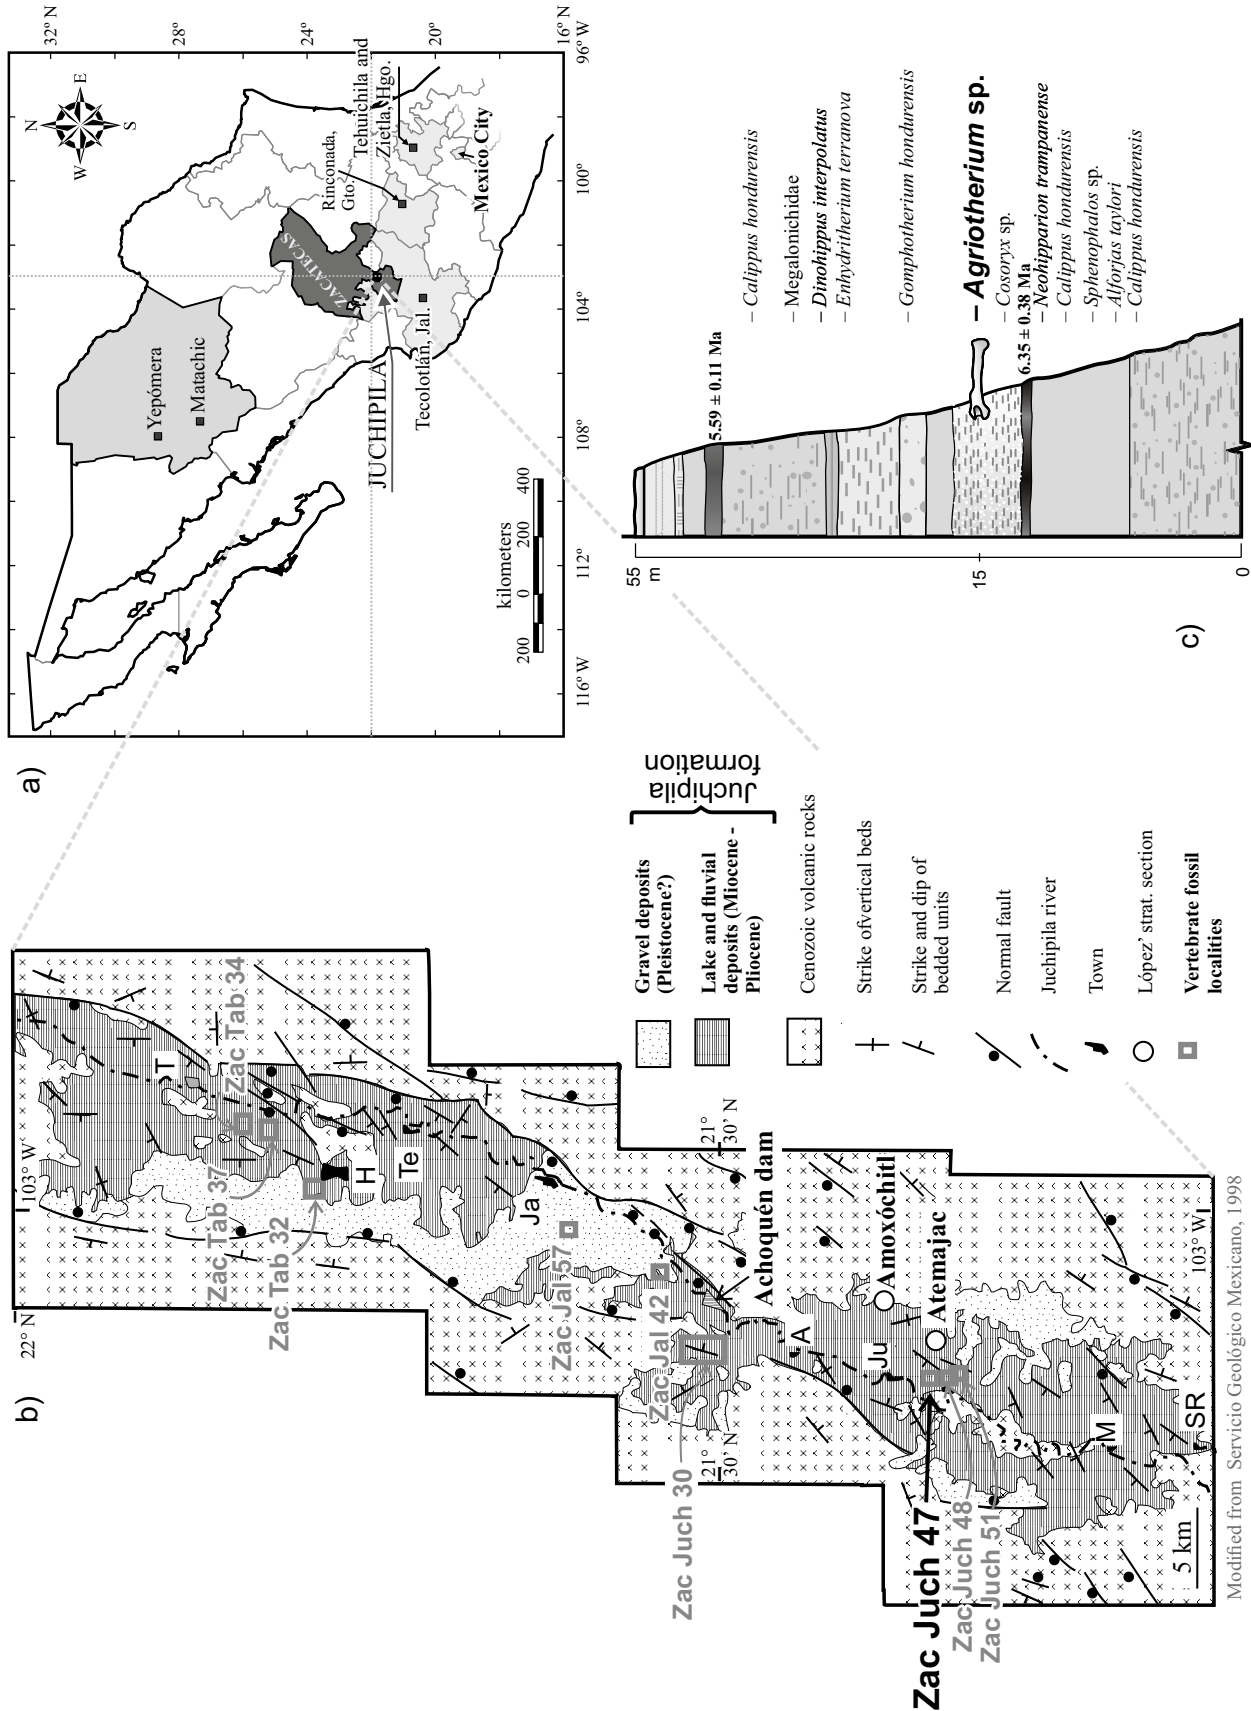 a)
N
E
S
W
32° N
28°
24°
20°
16° N
96° W
100°
104°
108°
112°
116° W
Yepómera
Matachic
ZACATECAS
Rinconada,
Gto.
Tehuichila and
Zietla, Hgo.
Mexico City
JUCHIPILA
Tecolotlán, Jal.
kilometers
200
0
200
400
b)
22° N
103° W
T
Zac Tab 34
Zac Tab 37
Zac Tab 32
H
Te
Ja
Zac Jal 57
Zac Jal 42
Zac Juch 30
21°
30' N
21°
30' N
Achoquén dam
A
Ju
Amoxóchitl
Atemajac
Zac Juch 47
Zac Juch 48
Zac Juch 51
M
SR
103° W
5 km
Modified from Servicio Geológico Mexicano, 1998
Gravel deposits
(Pleistocene?)
Lake and fluvial
deposits (Miocene -
Pliocene)
Juchipila
formation
Cenozoic volcanic rocks
Strike ofvertical beds
Strike and dip of
bedded units
Normal fault
Juchipila river
Town
López' strat. section
Vertebrate fossil
localities
c)
55
m
15
0
5.59 ± 0.11 Ma
– Calippus hondurensis
– Megalonichidae
– Dinohippus interpolatus
– Enhydritherium terranova
– Gomphotherium hondurensis
– Agriotherium sp.
– Cosoryx sp.
6.35 ± 0.38 Ma
– Neohipparion trampanense
– Calippus hondurensis
– Sphenophalos sp.
– Alforjas taylori
– Calippus hondurensis